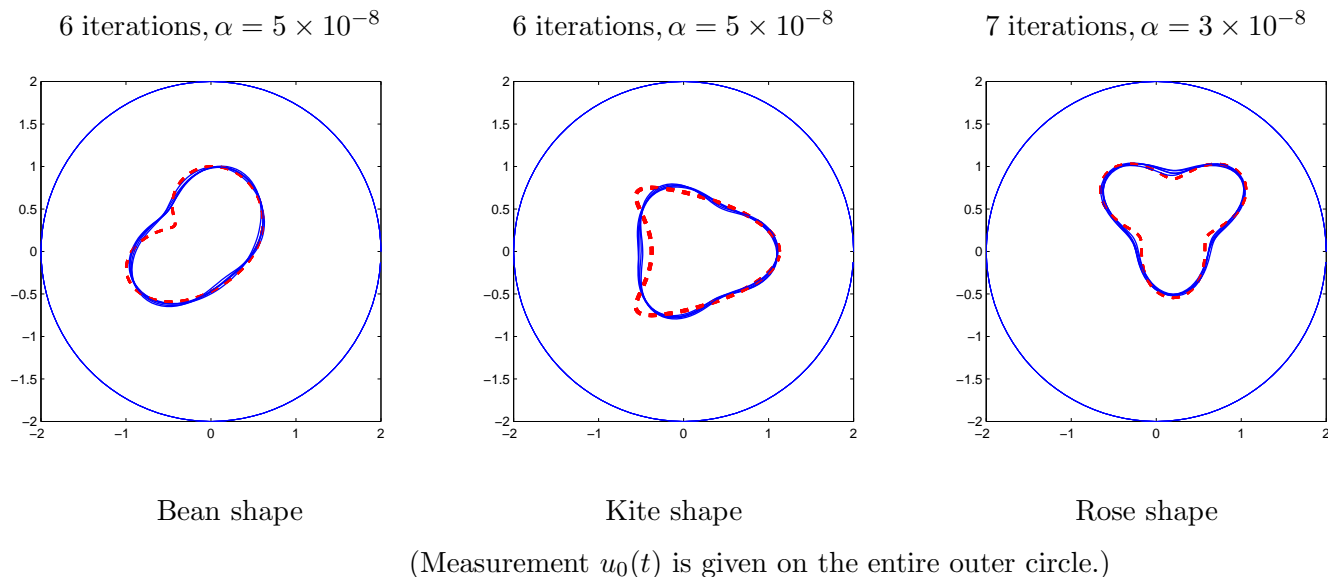 6 iterations, α = 5 × 10⁻⁸ 6 iterations, α = 5 × 10⁻⁸ 7 iterations, α = 3 × 10⁻⁸
2 2 2
1.5 1.5 1.5
1 1 1
0.5 0.5 0.5
0 0 0
−0.5 −0.5 −0.5
−1 −1 −1
−1.5 −1.5 −1.5
−2 −2 −2
−2 −1 0 1 2 −2 −1 0 1 2 −2 −1 0 1 2
Bean shape Kite shape Rose shape
(Measurement u₀(t) is given on the entire outer circle.)